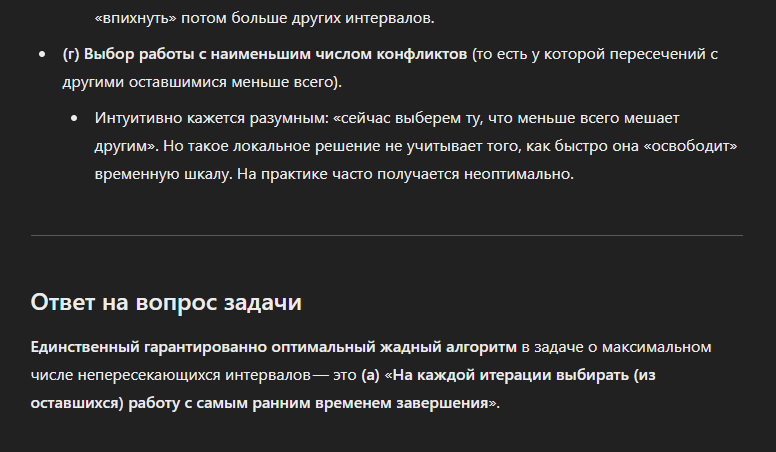 «впихнуть» потом больше других интервалов.
(г) Выбор работы с наименьшим числом конфликтов (то есть у которой пересечений с
другими оставшимися меньше всего).
Интуитивно кажется разумным: «сейчас выберем ту, что меньше всего мешает
другим». Но такое локальное решение не учитывает того, как быстро она «освободит»
временную шкалу. На практике часто получается неоптимально.
Ответ на вопрос задачи
Единственный гарантированно оптимальный жадный алгоритм в задаче о максимальном
числе непересекающихся интервалов — это (а) «На каждой итерации выбирать (из
оставшихся) работу с самым ранним временем завершения».